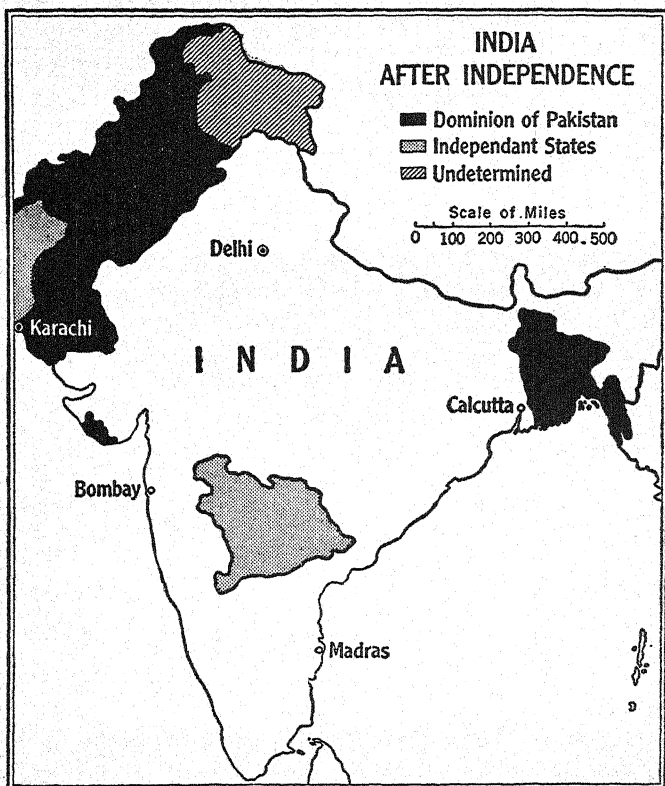 INDIA
AFTER INDEPENDENCE
Dominion of Pakistan
Independant States
Undetermined
Scale of Miles
0 100 200 300 400.500
Delhi
Karachi
INDIA
Calcutta
Bombay
Madras